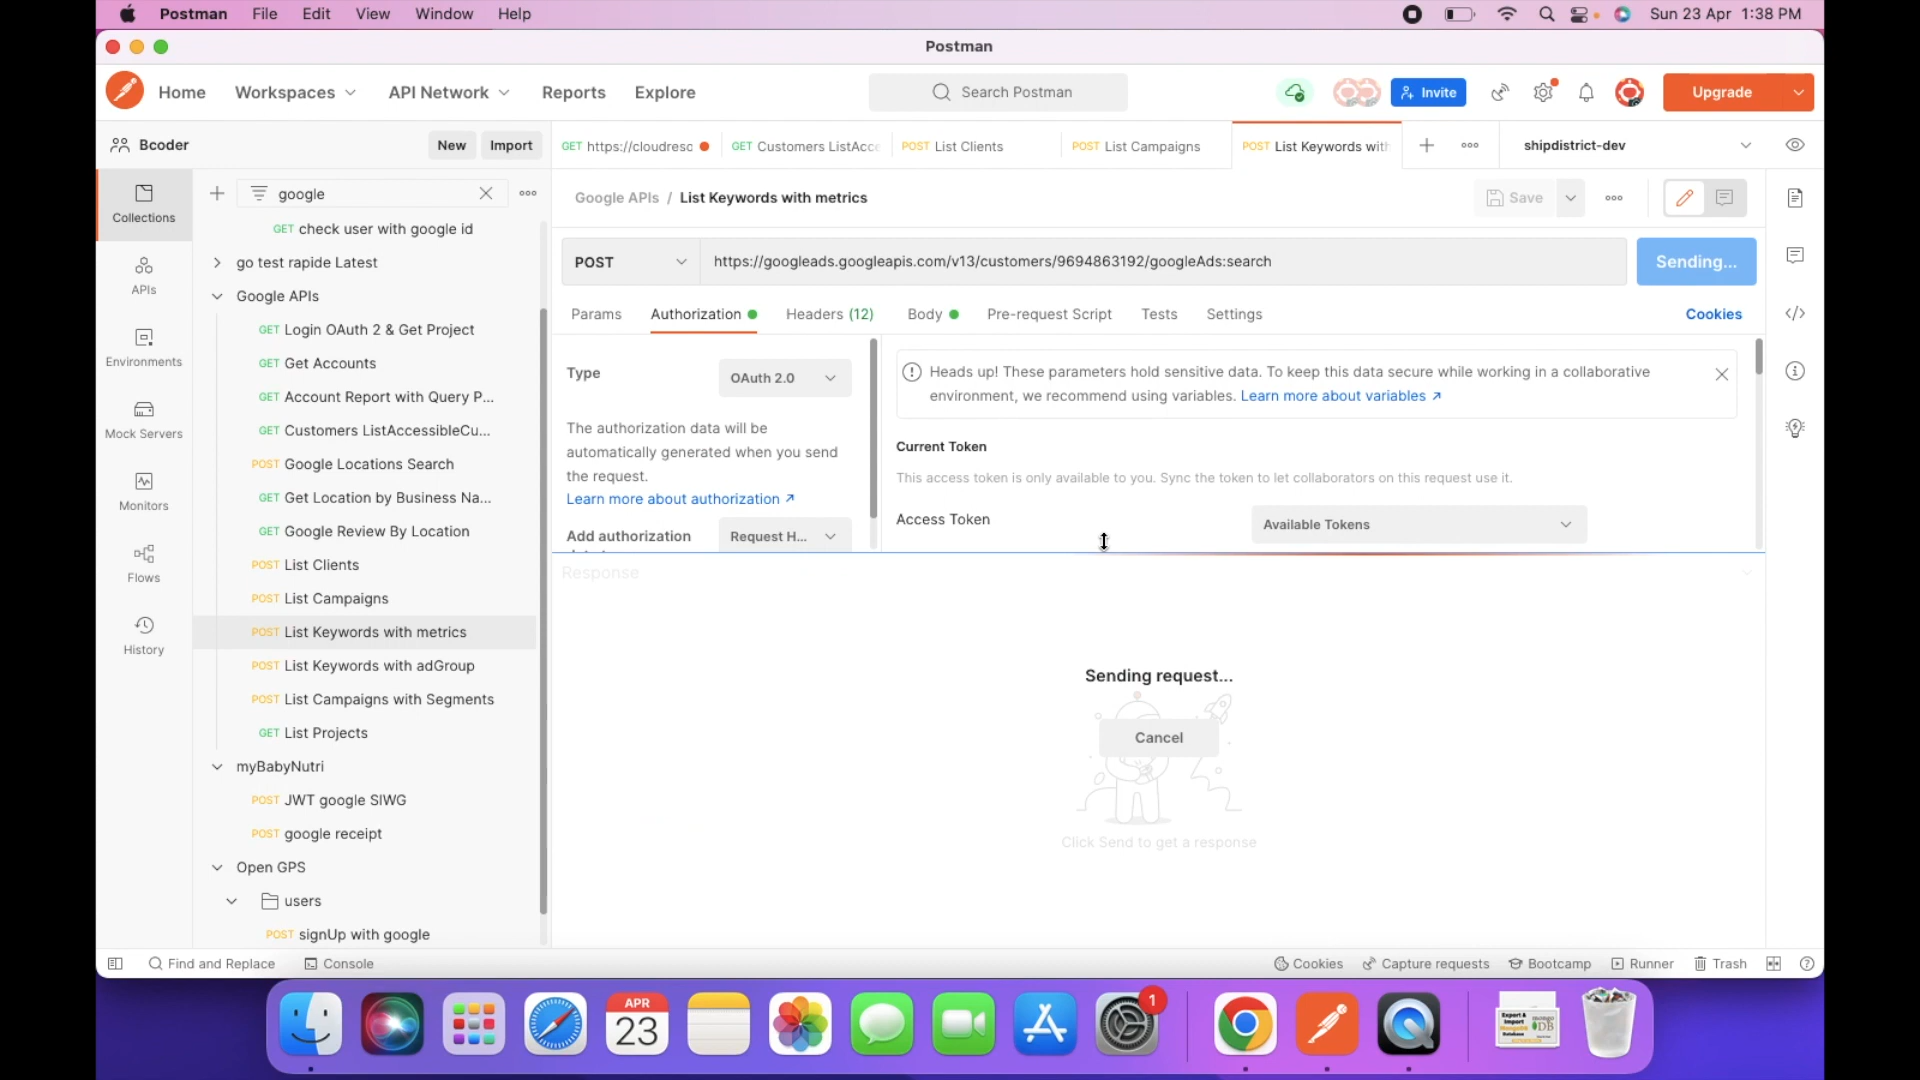 Postman File Edit View Window Help Sun 23 Apr 1:38 PM
Postman
Home Workspaces API Network Reports Explore Search Postman Invite Upgrade
Bcoder New Import
GET https://cloudresc GET Customers ListAcce POST List Clients POST List Campaigns POST List Keywords with shipdistrict-dev
google
Google APIs / List Keywords with metrics Save
POST https://googleads.googleapis.com/v13/customers/9694863192/googleAds:search Sending...
Params Authorization Headers (12) Body Pre-request Script Tests Settings Cookies
Collections
APIs
Environments
Mock Servers
Monitors
Flows
History
GET check user with google id
go test rapide Latest
Google APIs
GET Login OAuth 2 & Get Project
GET Get Accounts
GET Account Report with Query P...
GET Customers ListAccessibleCu...
POST Google Locations Search
GET Get Location by Business Na...
GET Google Review By Location
POST List Clients
POST List Campaigns
POST List Keywords with metrics
POST List Keywords with adGroup
POST List Campaigns with Segments
GET List Projects
myBabyNutri
POST JWT google SIWG
POST google receipt
Open GPS
users
POST signUp with google
Type OAuth 2.0
The authorization data will be
automatically generated when you send
the request.
Learn more about authorization ↗
Add authorization Request H...
Heads up! These parameters hold sensitive data. To keep this data secure while working in a collaborative
environment, we recommend using variables. Learn more about variables ↗
Current Token
This access token is only available to you. Sync the token to let collaborators on this request use it.
Access Token Available Tokens
Response
Sending request...
Cancel
Click Send to get a response
Find and Replace Console Cookies Capture requests Bootcamp Runner Trash
APR
23
1
Export &
Import
mongo
DB